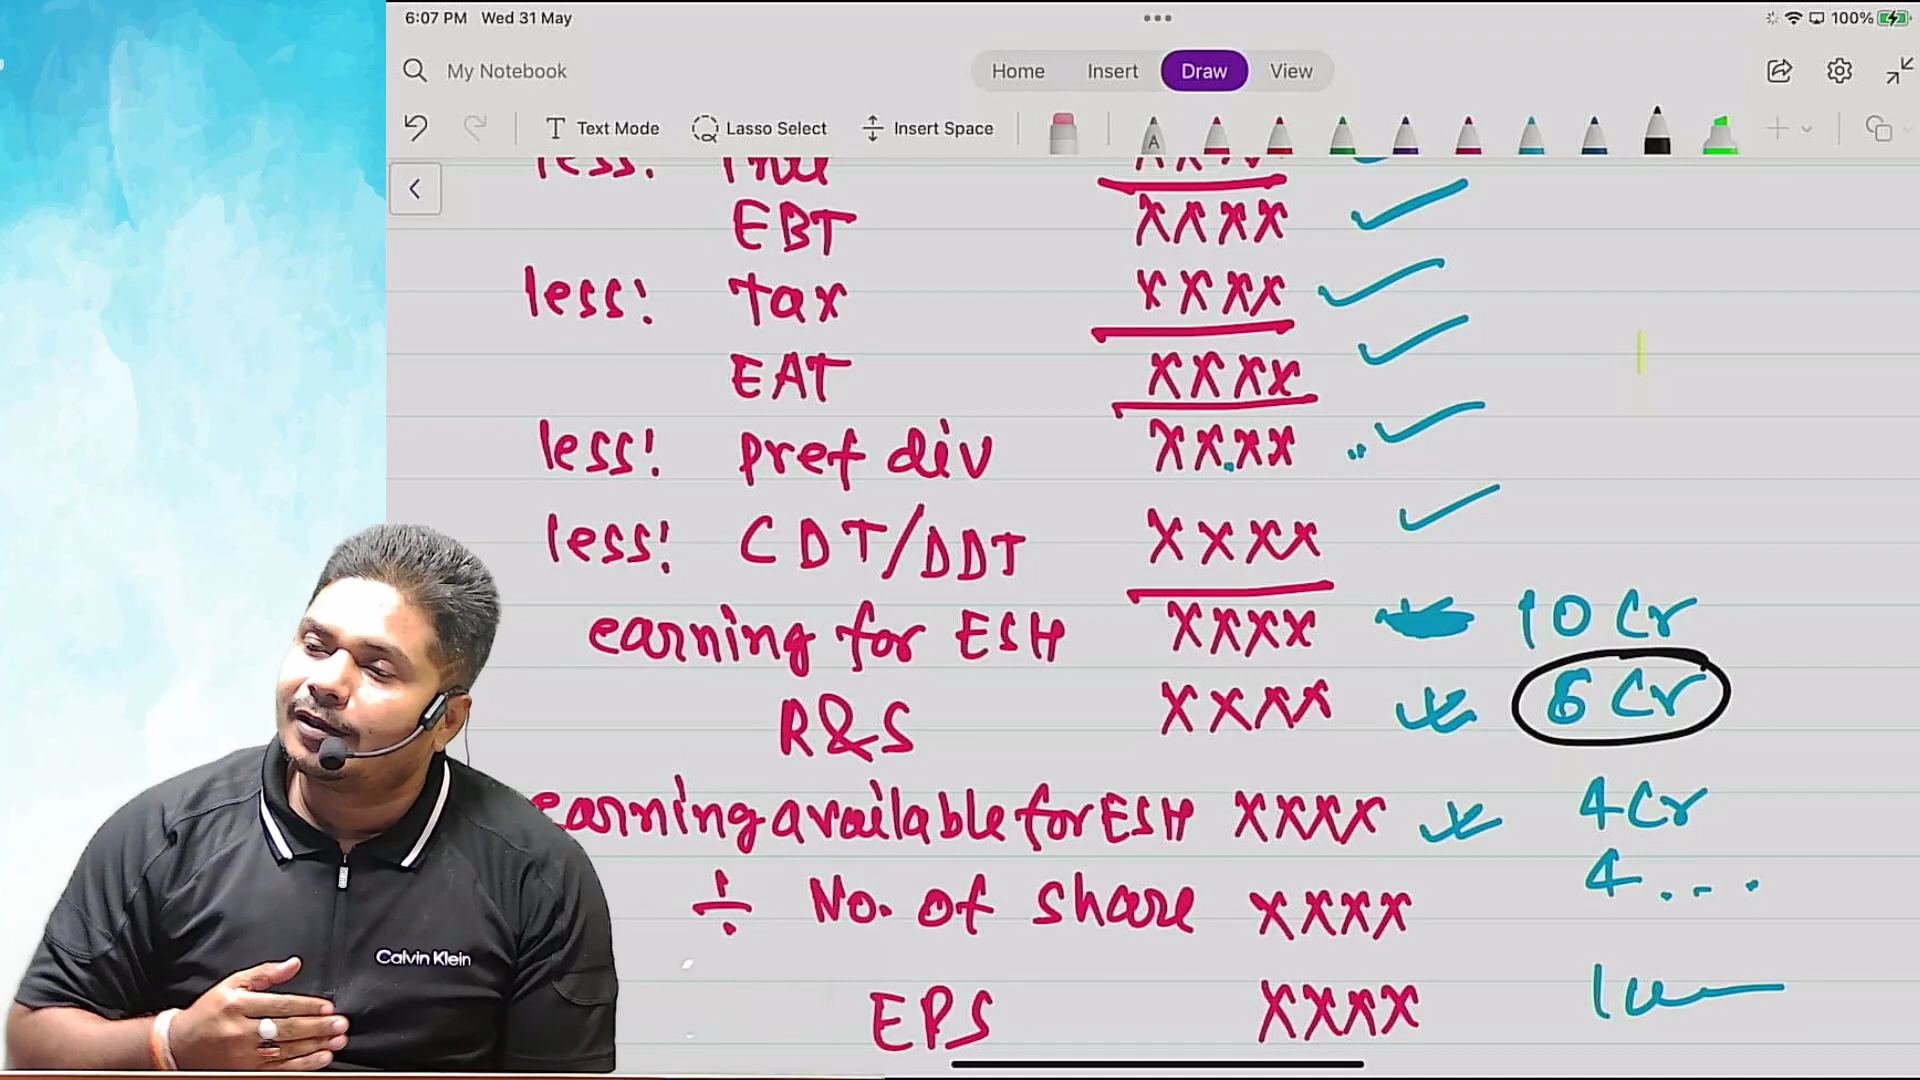 6:07 PM Wed 31 May
100%
My Notebook
Home Insert Draw View
Text Mode Lasso Select Insert Space
less:
EBT XXXX
less: Tax XXXX
EAT XXXX
less: pref div XXXX
less: CDT/DDT XXXX
earning for ESH XXXX 10 Cr
R&S XXXX 6 Cr
earning available for ESH XXXX 4 Cr
4 ...
÷ No. of share XXXX
EPS XXXX
Calvin Klein